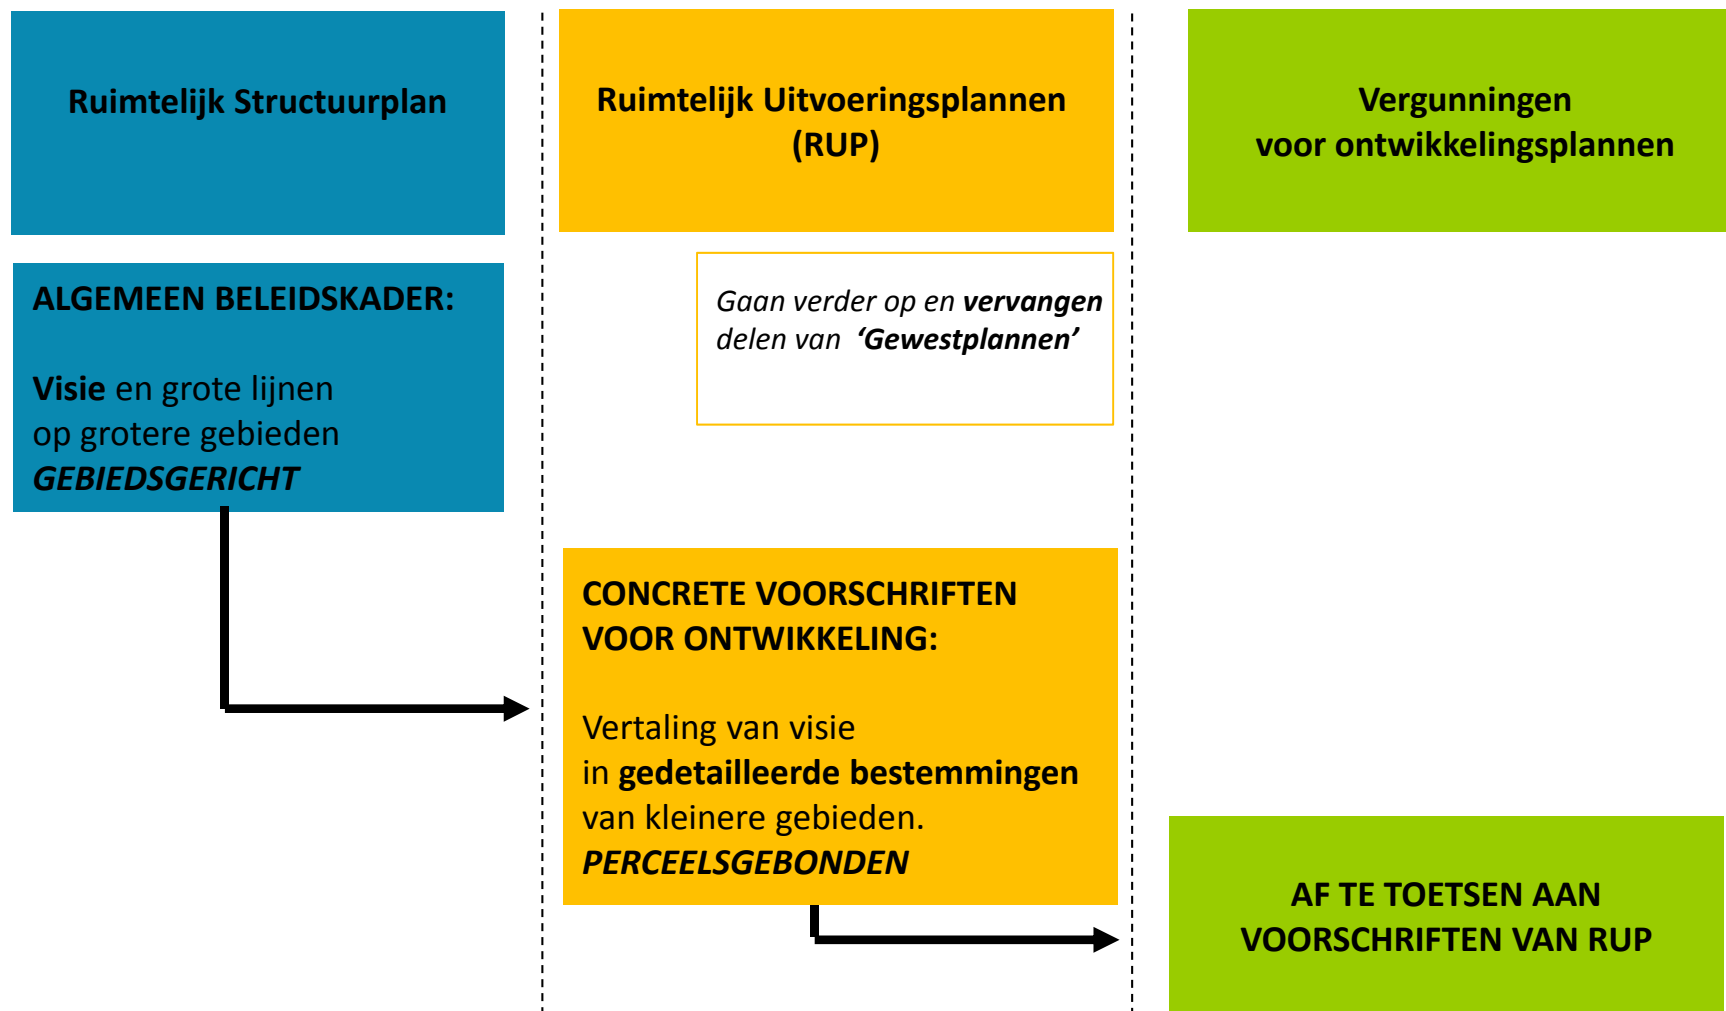 Ruimtelijk Structuurplan
Ruimtelijk Uitvoeringsplannen
(RUP)
Vergunningen
voor ontwikkelingsplannen
ALGEMEEN BELEIDSKADER:
Visie en grote lijnen
op grotere gebieden
GEBIEDSGERICHT
Gaan verder op en vervangen
delen van ‘Gewestplannen’
CONCRETE VOORSCHRIFTEN
VOOR ONTWIKKELING:
Vertaling van visie
in gedetailleerde bestemmingen
van kleinere gebieden.
PERCEELSGEBONDEN
AF TE TOETSEN AAN
VOORSCHRIFTEN VAN RUP